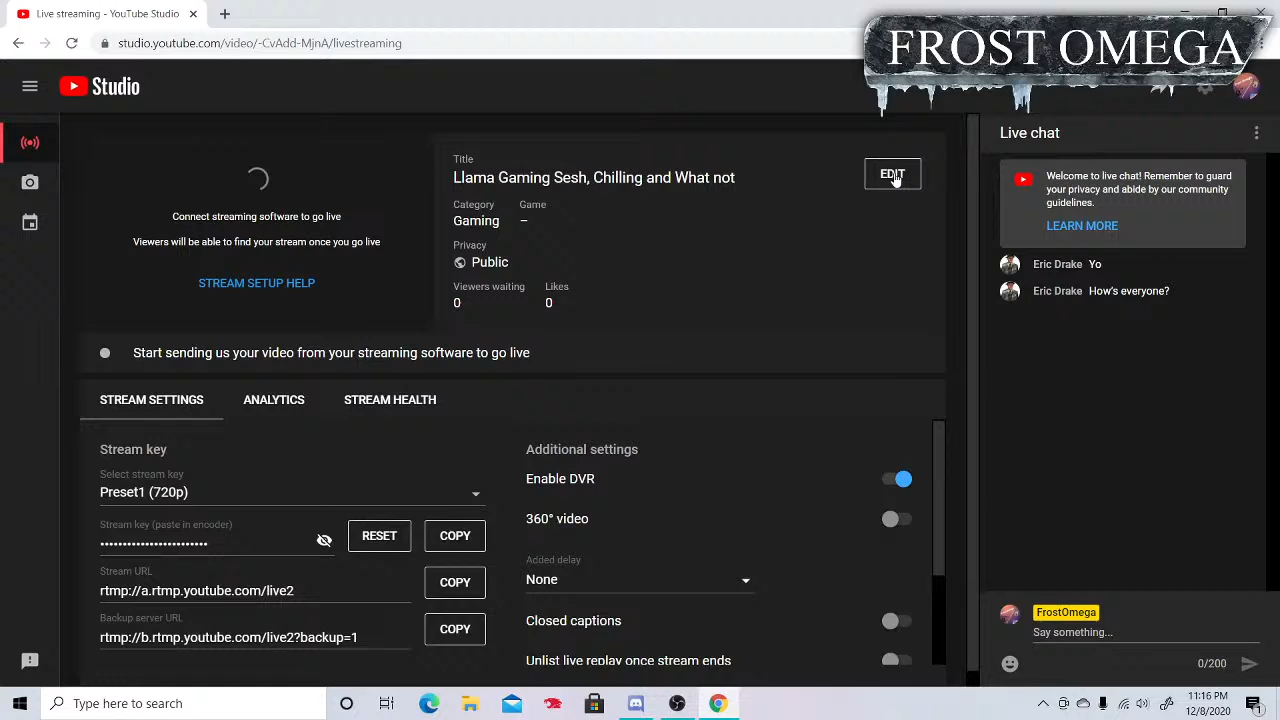 Live streaming - YouTube Studio
studio.youtube.com/video/-CvAdd-MjnA/livestreaming
FROST OMEGA
Studio
Connect streaming software to go live
Viewers will be able to find your stream once you go live
STREAM SETUP HELP
Title
Llama Gaming Sesh, Chilling and What not
EDIT
Category Game
Gaming –
Privacy
Public
Viewers waiting Likes
0 0
Start sending us your video from your streaming software to go live
STREAM SETTINGS ANALYTICS STREAM HEALTH
Stream key
Select stream key
Preset1 (720p)
Stream key (paste in encoder)
•••••••••••••••••••••••• RESET COPY
Stream URL
rtmp://a.rtmp.youtube.com/live2 COPY
Backup server URL
rtmp://b.rtmp.youtube.com/live2?backup=1 COPY
Additional settings
Enable DVR
360° video
Added delay
None
Closed captions
Unlist live replay once stream ends
Live chat
Welcome to live chat! Remember to guard
your privacy and abide by our community
guidelines.
LEARN MORE
Eric Drake Yo
Eric Drake How's everyone?
FrostOmega
Say something...
0/200
Type here to search
11:16 PM
12/8/2020
1